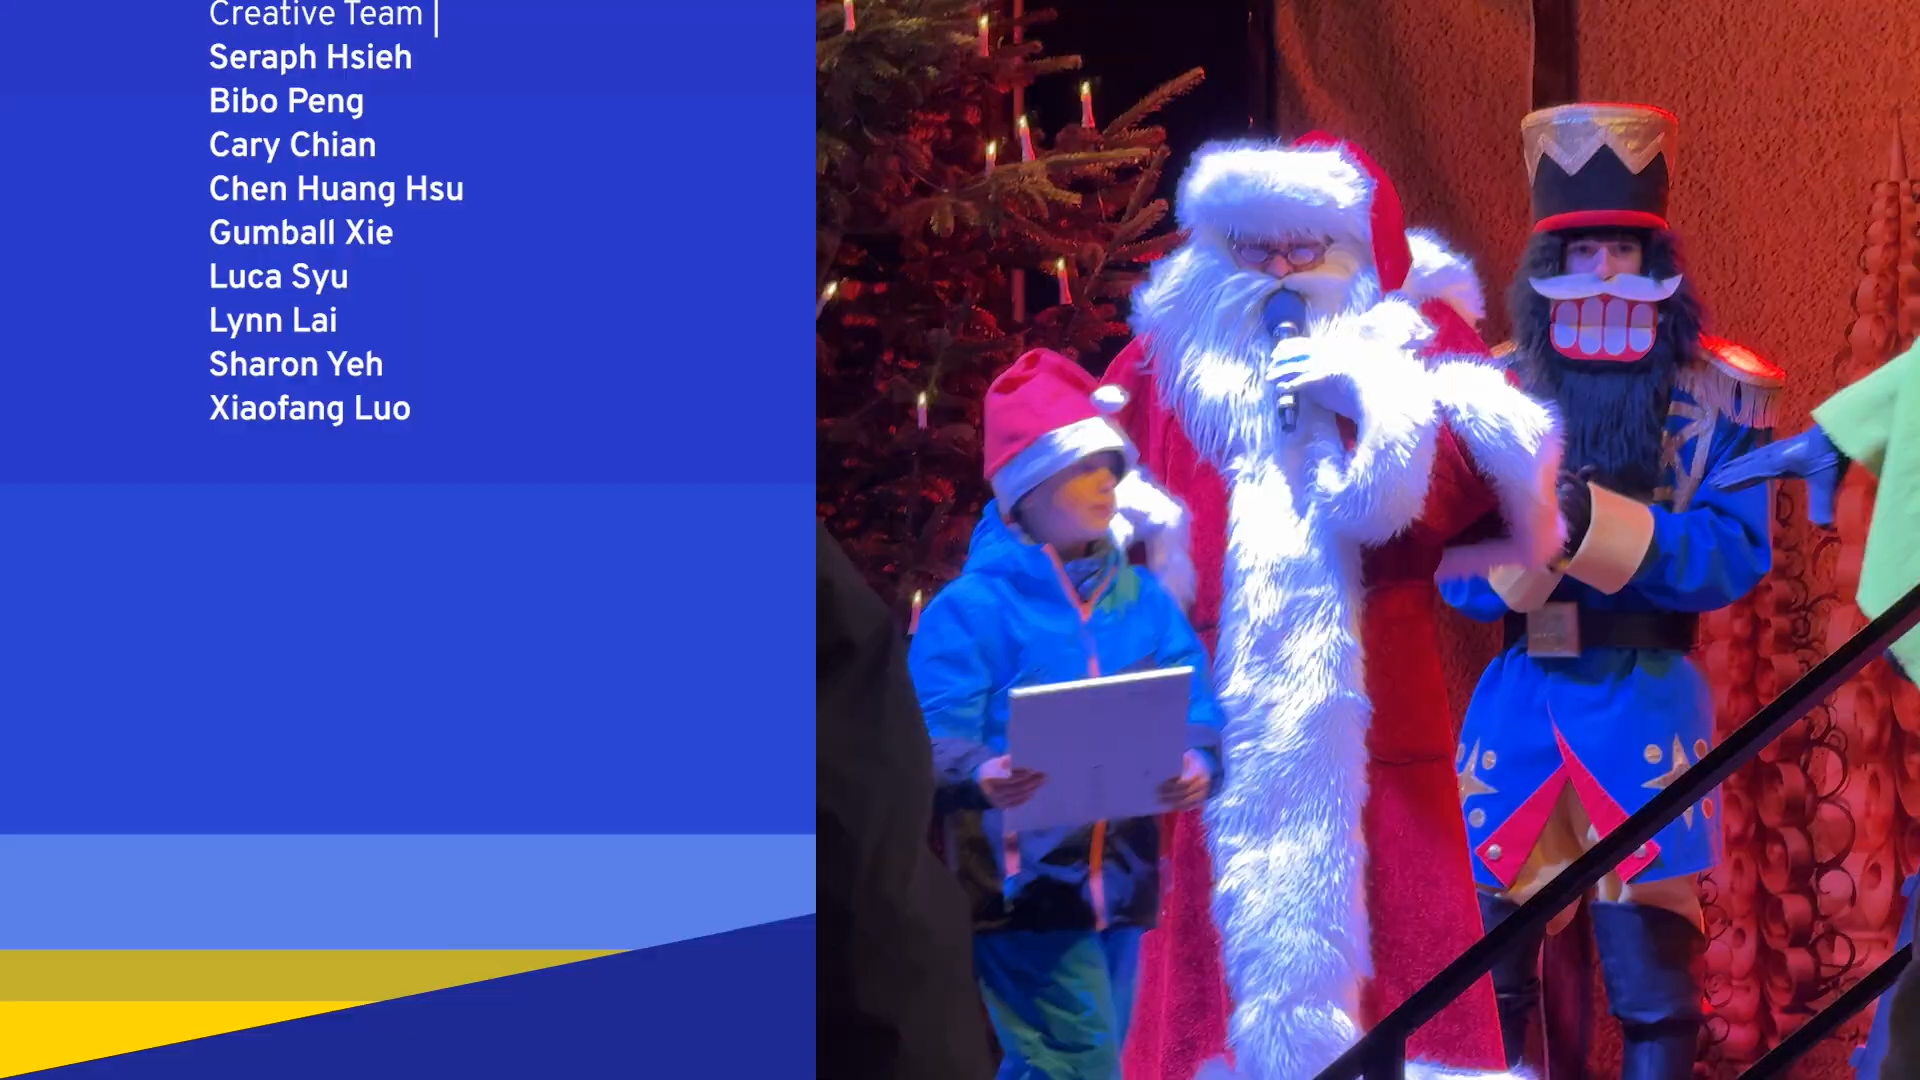 Creative Team |
Seraph Hsieh
Bibo Peng
Cary Chian
Chen Huang Hsu
Gumball Xie
Luca Syu
Lynn Lai
Sharon Yeh
Xiaofang Luo